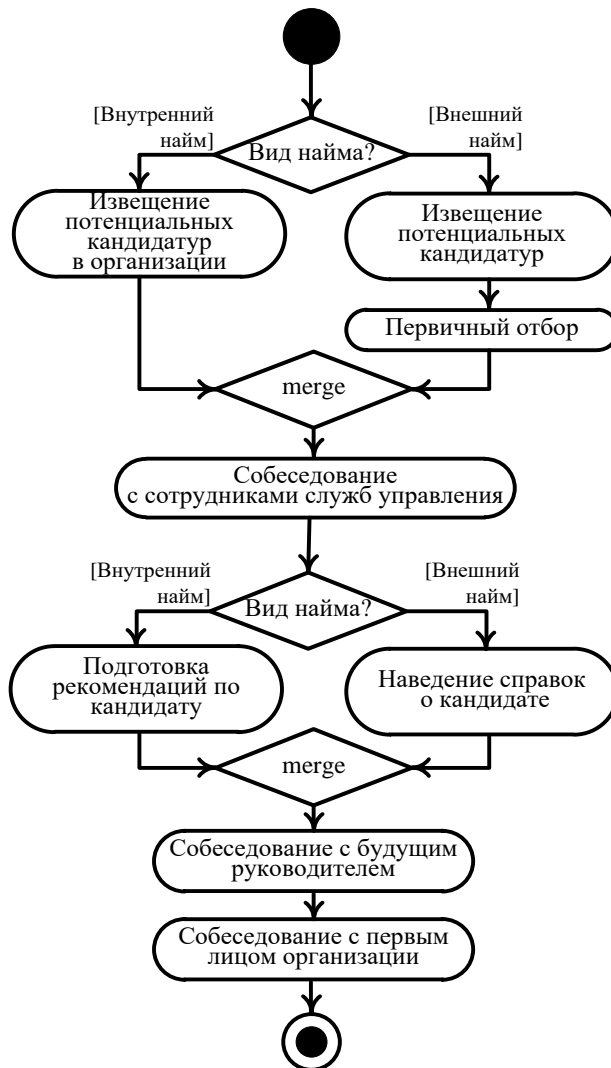 [Внутренний
найм]
[Внешний
найм]
Вид найма?
Извещение
потенциальных
кандидатур
в организации
Извещение
потенциальных
кандидатур
Первичный отбор
merge
Собеседование
с сотрудниками служб управления
[Внутренний
найм]
[Внешний
найм]
Вид найма?
Подготовка
рекомендаций по
кандидату
Наведение справок
о кандидате
merge
Собеседование с будущим
руководителем
Собеседование с первым
лицом организации